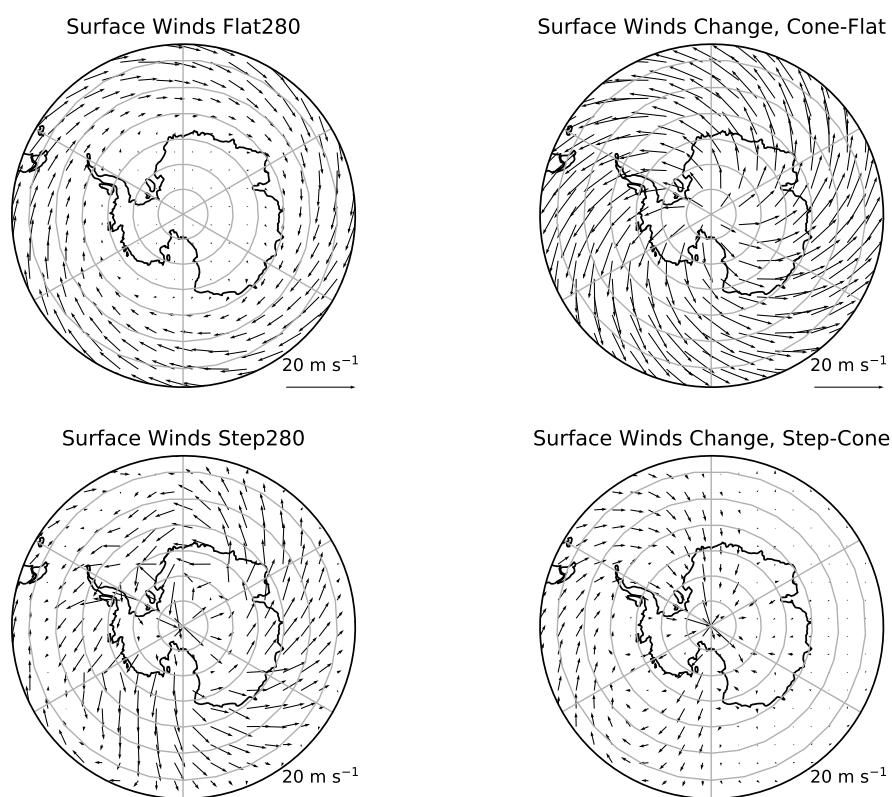 Surface Winds Flat280
Surface Winds Change, Cone-Flat
20 m s⁻¹
20 m s⁻¹
Surface Winds Step280
Surface Winds Change, Step-Cone
20 m s⁻¹
20 m s⁻¹